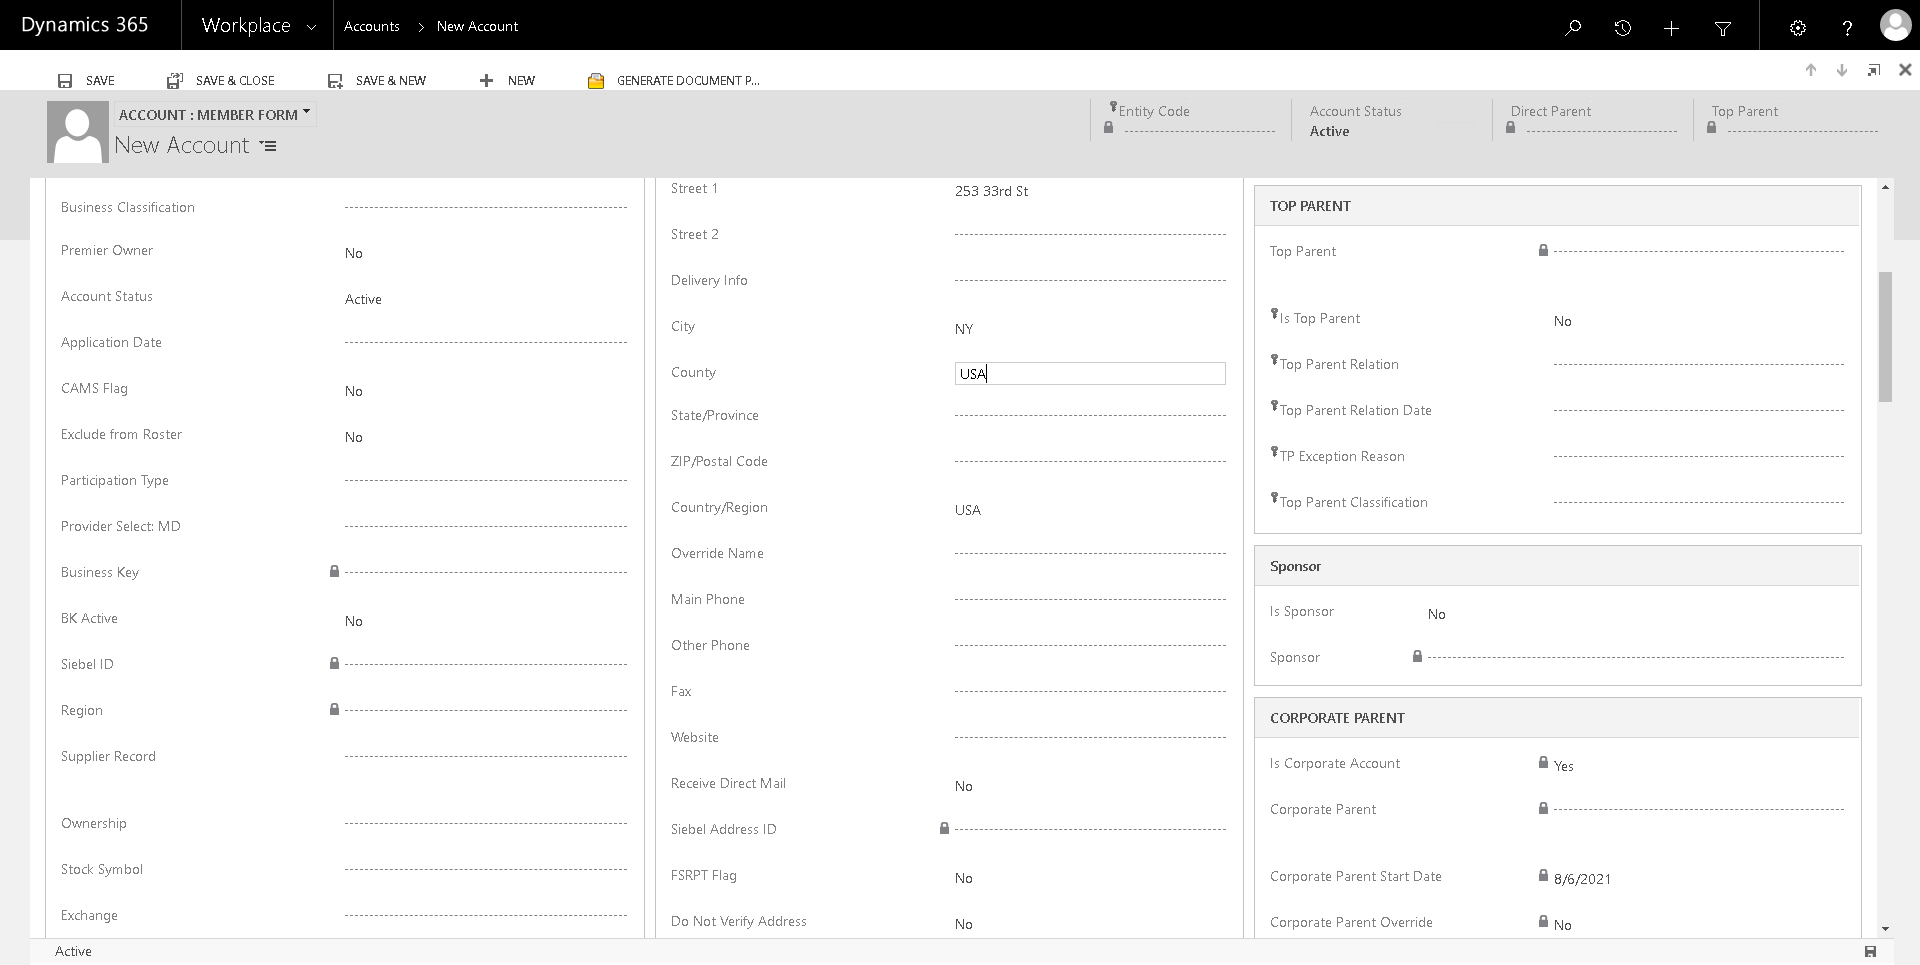 Dynamics 365
Workplace
Accounts > New Account
SAVE
SAVE & CLOSE
SAVE & NEW
NEW
GENERATE DOCUMENT P...
ACCOUNT : MEMBER FORM
New Account
Entity Code
Account Status
Active
Direct Parent
Top Parent
Business Classification
Premier Owner No
Account Status Active
Application Date
CAMS Flag No
Exclude from Roster No
Participation Type
Provider Select: MD
Business Key
BK Active No
Siebel ID
Region
Supplier Record
Ownership
Stock Symbol
Exchange
Street 1 253 33rd St
Street 2
Delivery Info
City NY
County USA
State/Province
ZIP/Postal Code
Country/Region USA
Override Name
Main Phone
Other Phone
Fax
Website
Receive Direct Mail No
Siebel Address ID
FSRPT Flag No
Do Not Verify Address No
TOP PARENT
Top Parent
Is Top Parent No
Top Parent Relation
Top Parent Relation Date
TP Exception Reason
Top Parent Classification
Sponsor
Is Sponsor No
Sponsor
CORPORATE PARENT
Is Corporate Account Yes
Corporate Parent
Corporate Parent Start Date 8/6/2021
Corporate Parent Override No
Active